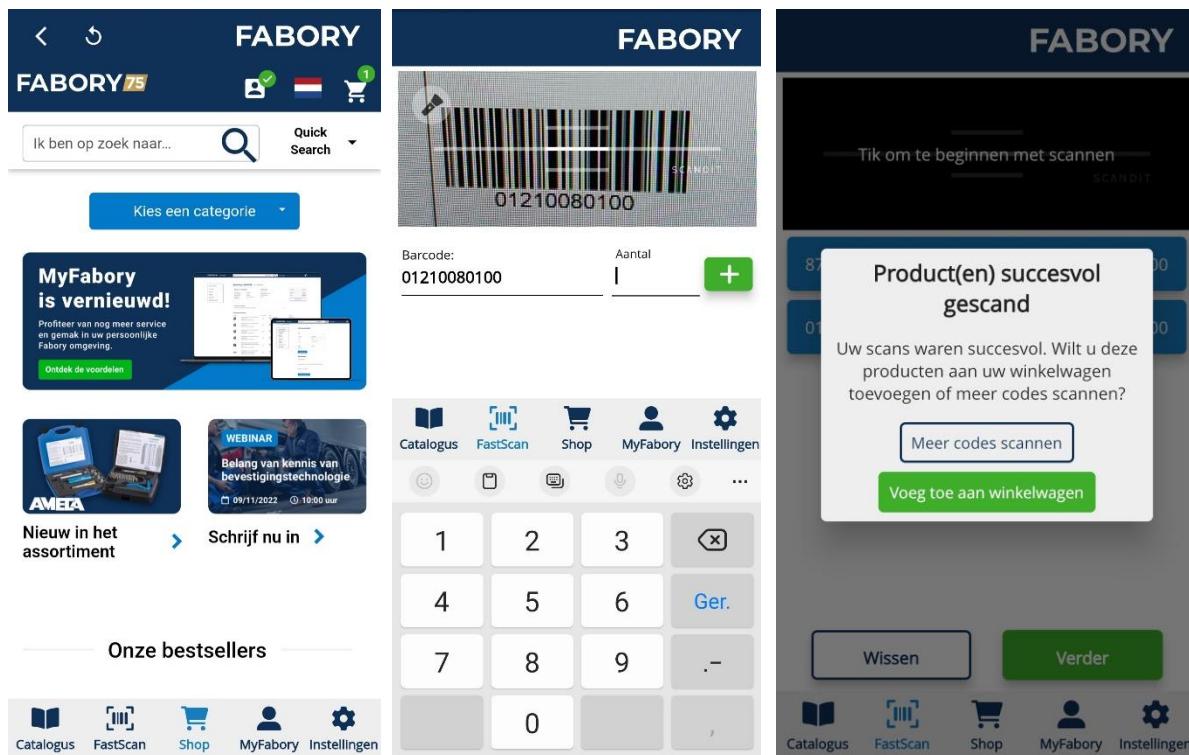 FABORY
FABORY 75
1
Ik ben op zoek naar...
Quick
Search
Kies een categorie
MyFabory
is vernieuwd!
Profiteer van nog meer service
en gemak in uw persoonlijke
Fabory omgeving.
Ontdek de voordelen
AMETA
WEBINAR
Belang van kennis van
bevestigingstechnologie
09/11/2022 10:00 uur
Nieuw in het
assortiment
Schrijf nu in
Onze bestsellers
Catalogus FastScan Shop MyFabory Instellingen
FABORY
SCANDIT
01210080100
Barcode:
Aantal
01210080100
+
Catalogus FastScan Shop MyFabory Instellingen
1 2 3
4 5 6 Ger.
7 8 9 .-
0 ,
FABORY
Tik om te beginnen met scannen
SCANDIT
87 00
01 00
Product(en) succesvol
gescand
Uw scans waren succesvol. Wilt u deze
producten aan uw winkelwagen
toevoegen of meer codes scannen?
Meer codes scannen
Voeg toe aan winkelwagen
Wissen Verder
Catalogus FastScan Shop MyFabory Instellingen